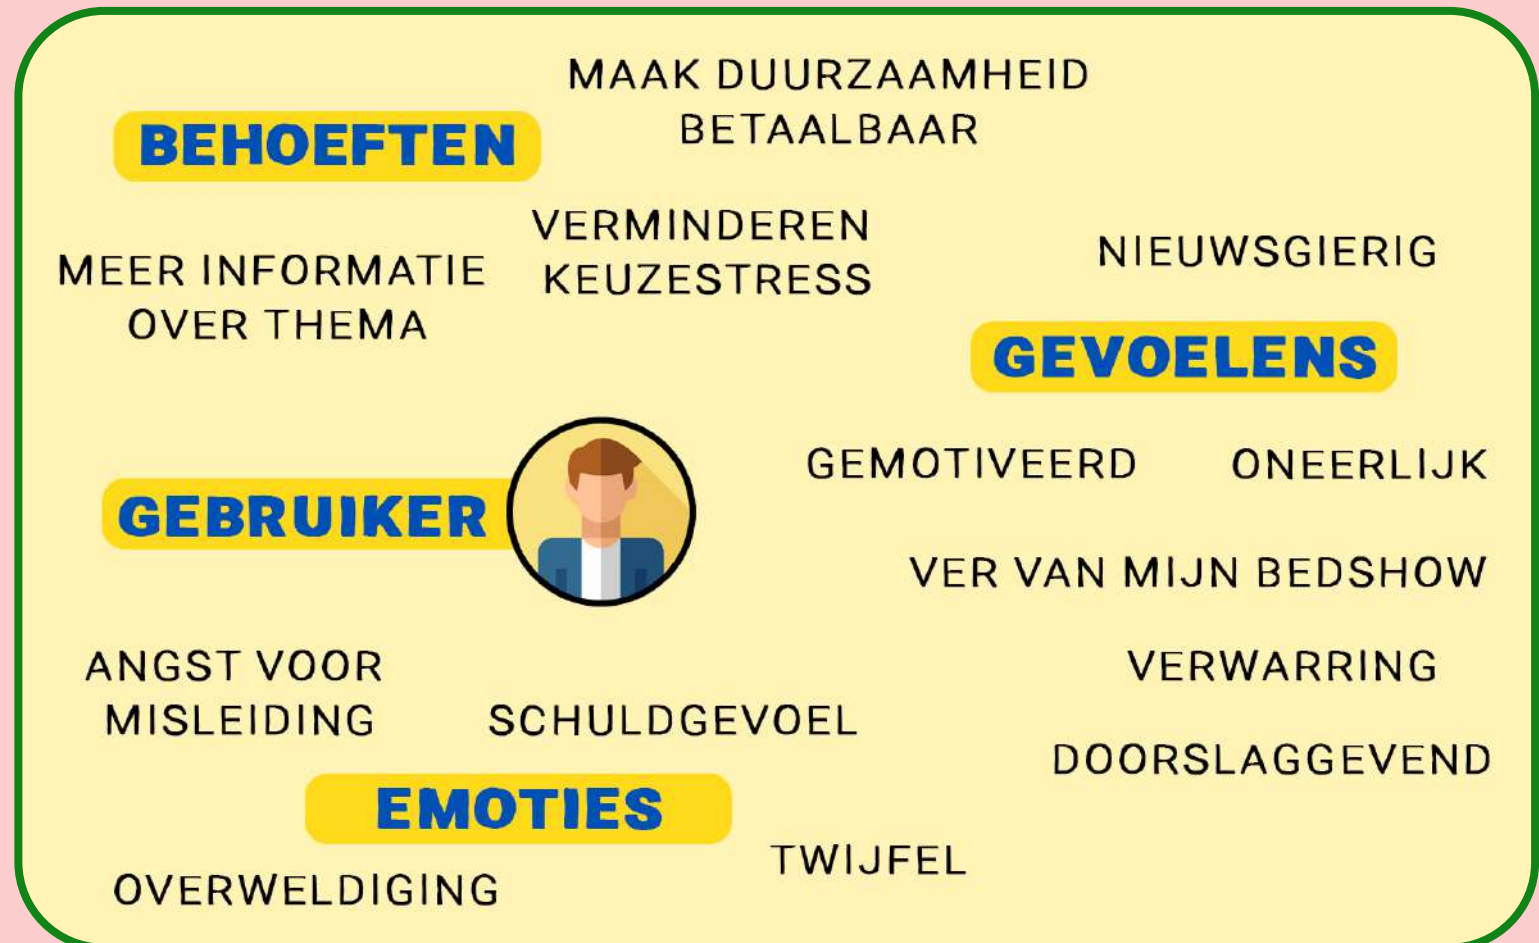 MAAK DUURZAAMHEID
BETAALBAAR
BEHOEFTEN
VERMINDEREN
KEUZESTRESS
MEER INFORMATIE
OVER THEMA
NIEUWSGIERIG
GEVOELENS
GEMOTIVEERD
ONEERLIJK
GEBRUIKER
VER VAN MIJN BEDSHOW
ANGST VOOR
MISLEIDING
SCHULDGEVOEL
VERWARRING
DOORSLAGGEVEND
EMOTIES
TWIJFEL
OVERWELDIGING